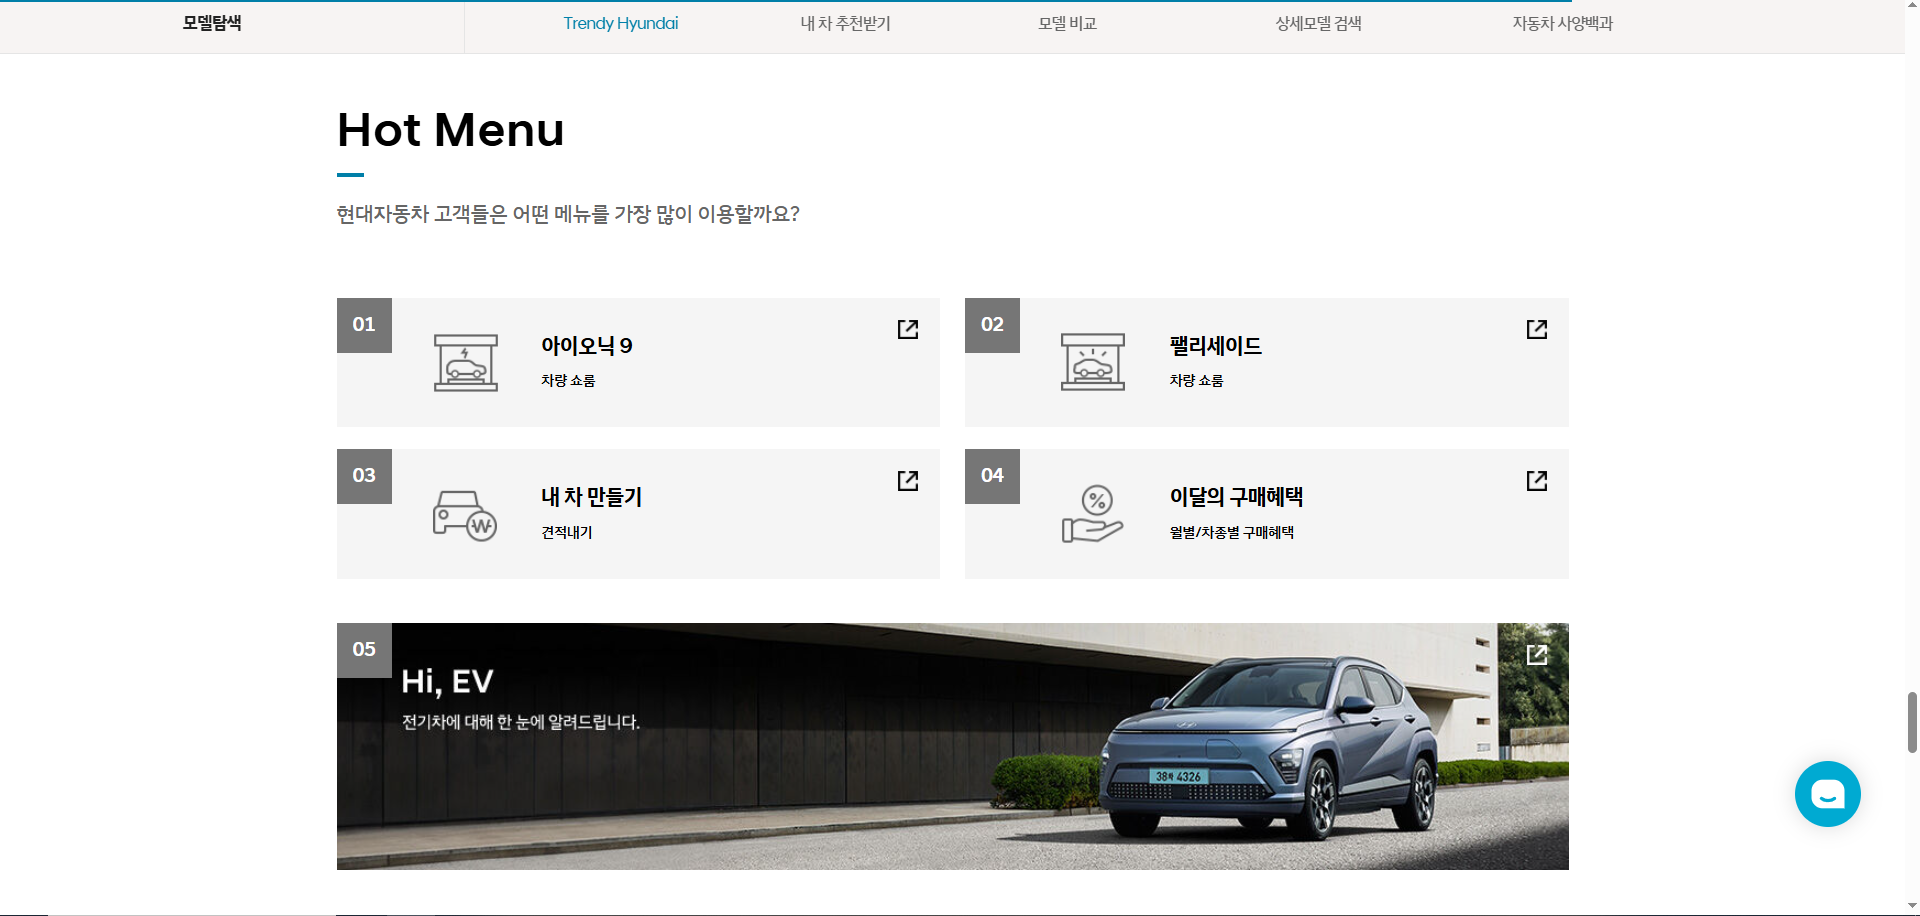 모델탐색
Trendy Hyundai
내 차 추천받기
모델 비교
상세모델 검색
자동차 사양백과
Hot Menu
현대자동차 고객들은 어떤 메뉴를 가장 많이 이용할까요?
01
아이오닉 9
차량 쇼룸
02
팰리세이드
차량 쇼룸
03
내 차 만들기
견적내기
04
이달의 구매혜택
월별/차종별 구매혜택
05
Hi, EV
전기차에 대해 한 눈에 알려드립니다.